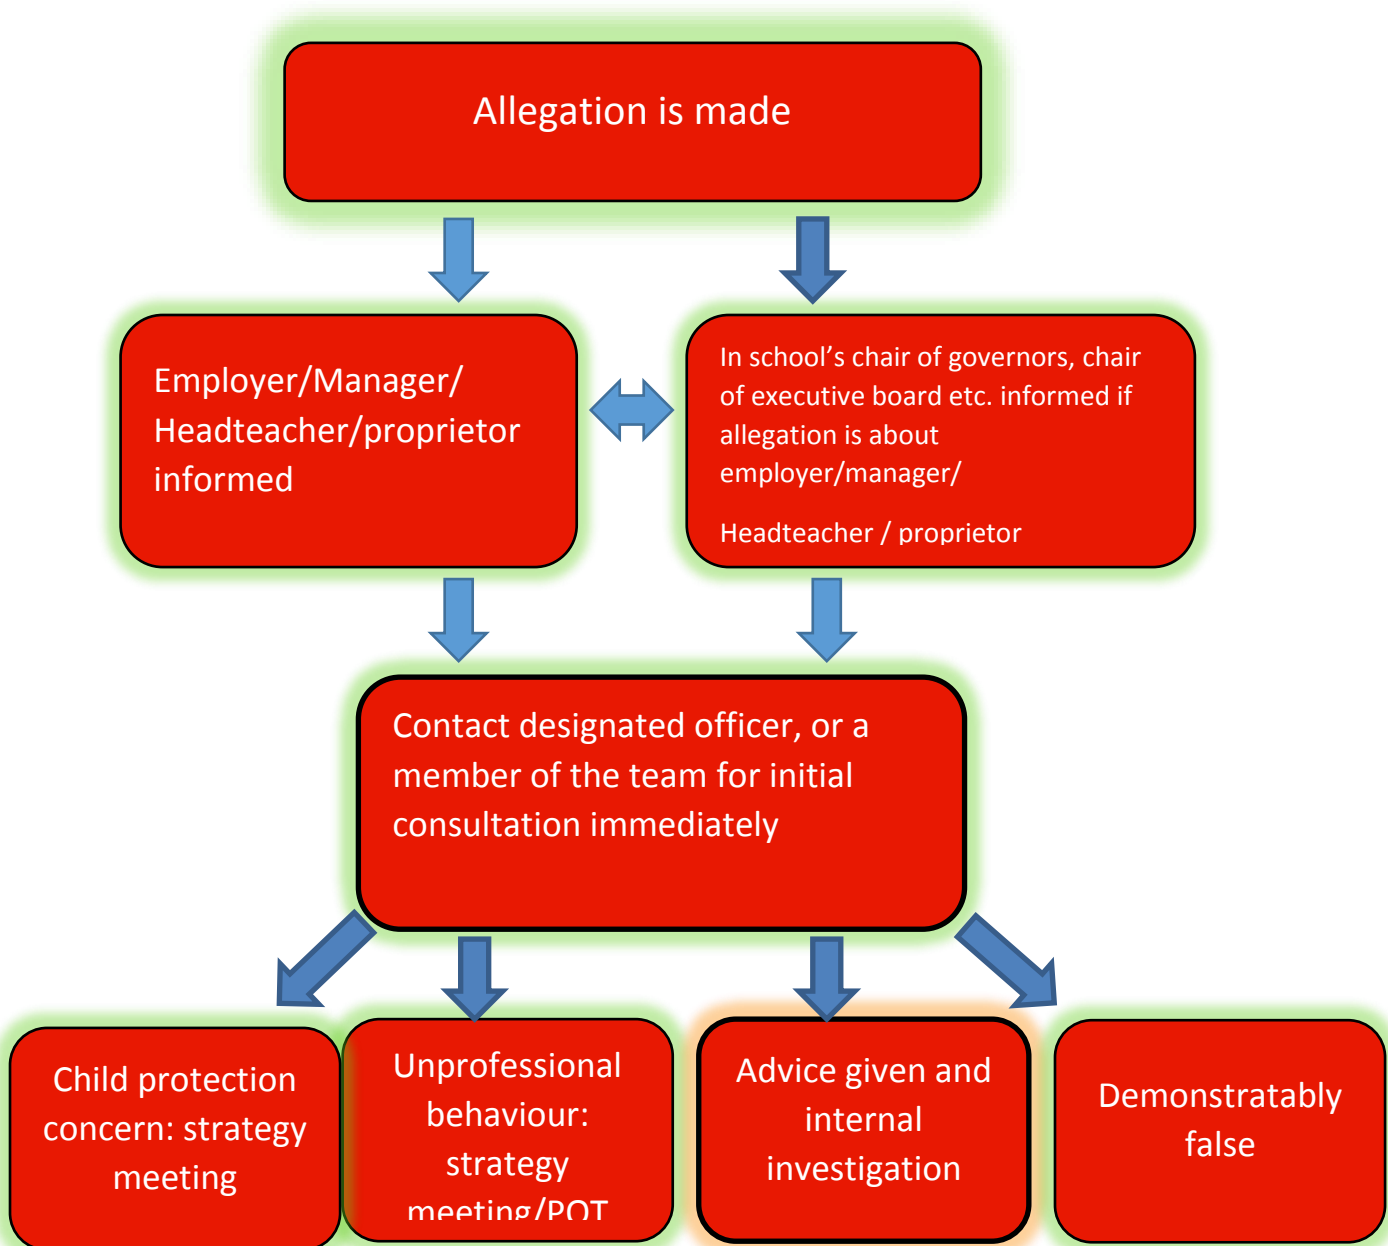 Allegation is made
Employer/Manager/
Headteacher/proprietor
informed
In school’s chair of governors, chair
of executive board etc. informed if
allegation is about
employer/manager/
Headteacher / proprietor
Contact designated officer, or a
member of the team for initial
consultation immediately
Child protection
concern: strategy
meeting
Unprofessional
behaviour:
strategy
meeting/POT
Advice given and
internal
investigation
Demonstratably
false